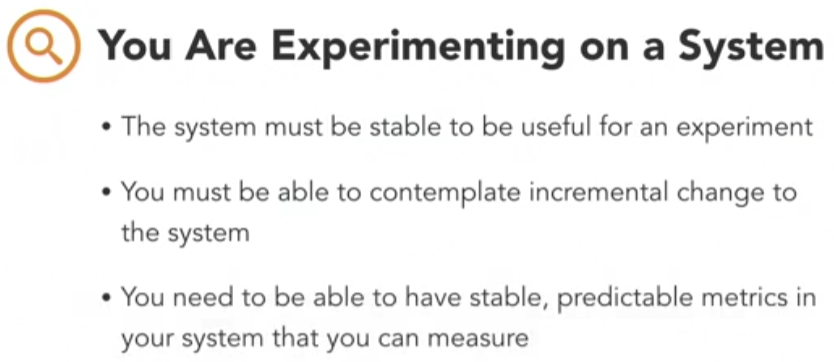 You Are Experimenting on a System
• The system must be stable to be useful for an experiment
• You must be able to contemplate incremental change to
the system
• You need to be able to have stable, predictable metrics in
your system that you can measure